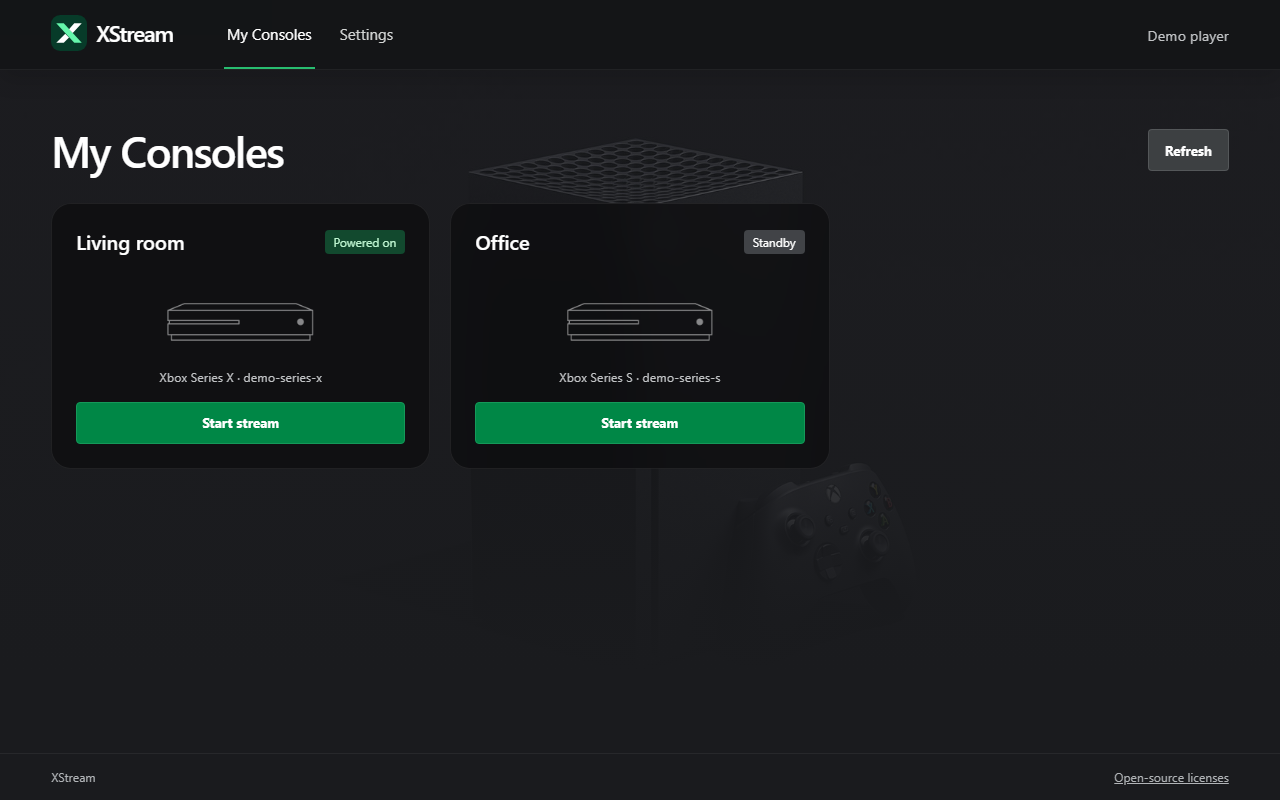 XStream
My Consoles
Settings
Demo player
My Consoles
Refresh
Living room
Powered on
Xbox Series X · demo-series-x
Start stream
Office
Standby
Xbox Series S · demo-series-s
Start stream
XStream
Open-source licenses